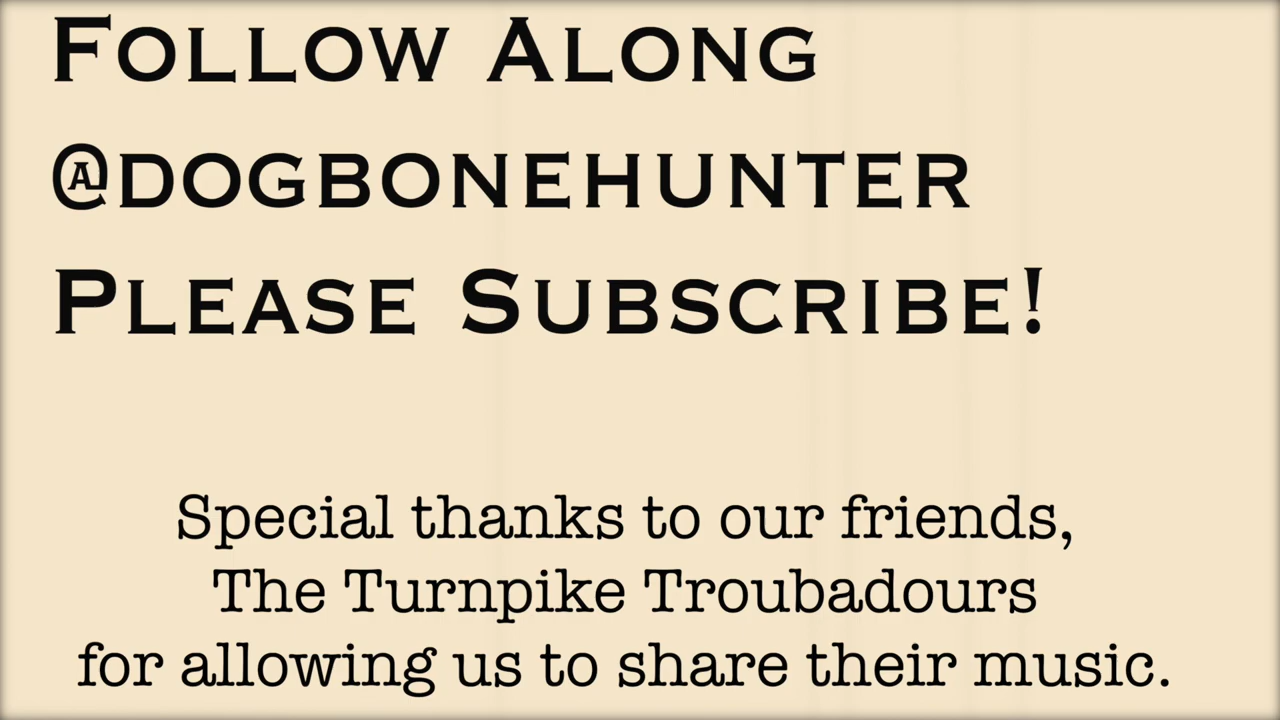 Follow Along
@dogbonehunter
Please Subscribe!
Special thanks to our friends,
The Turnpike Troubadours
for allowing us to share their music.